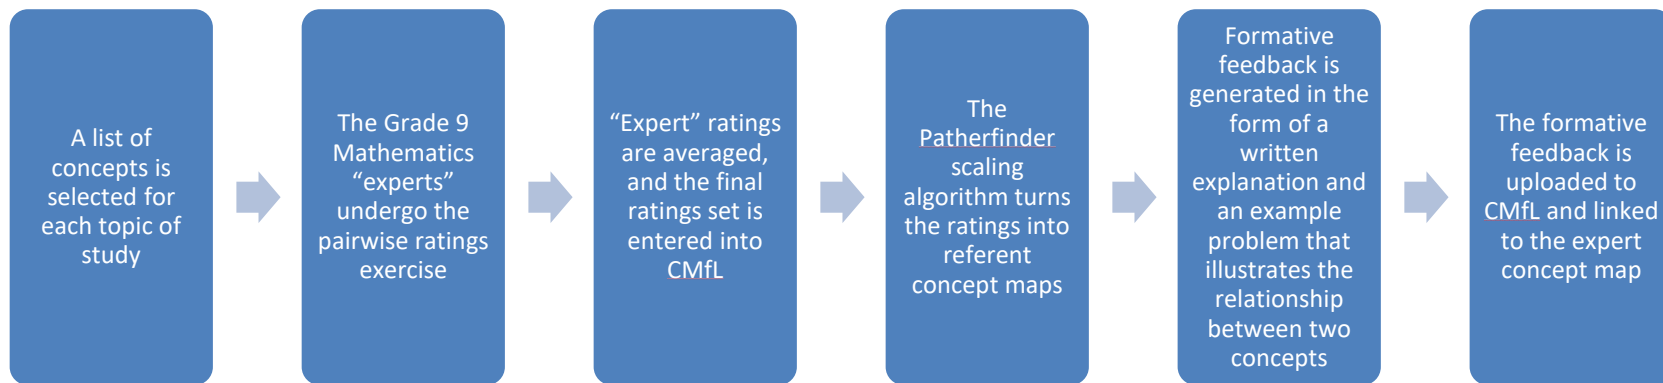 A list of
concepts is
selected for
each topic of
study
The Grade 9
Mathematics
“experts”
undergo the
pairwise ratings
exercise
“Expert” ratings
are averaged,
and the final
ratings set is
entered into
CMfL
The
Patherfinder
scaling
algorithm turns
the ratings into
referent
concept maps
Formative
feedback is
generated in the
form of a
written
explanation and
an example
problem that
illustrates the
relationship
between two
concepts
The formative
feedback is
uploaded to
CMfL and linked
to the expert
concept map